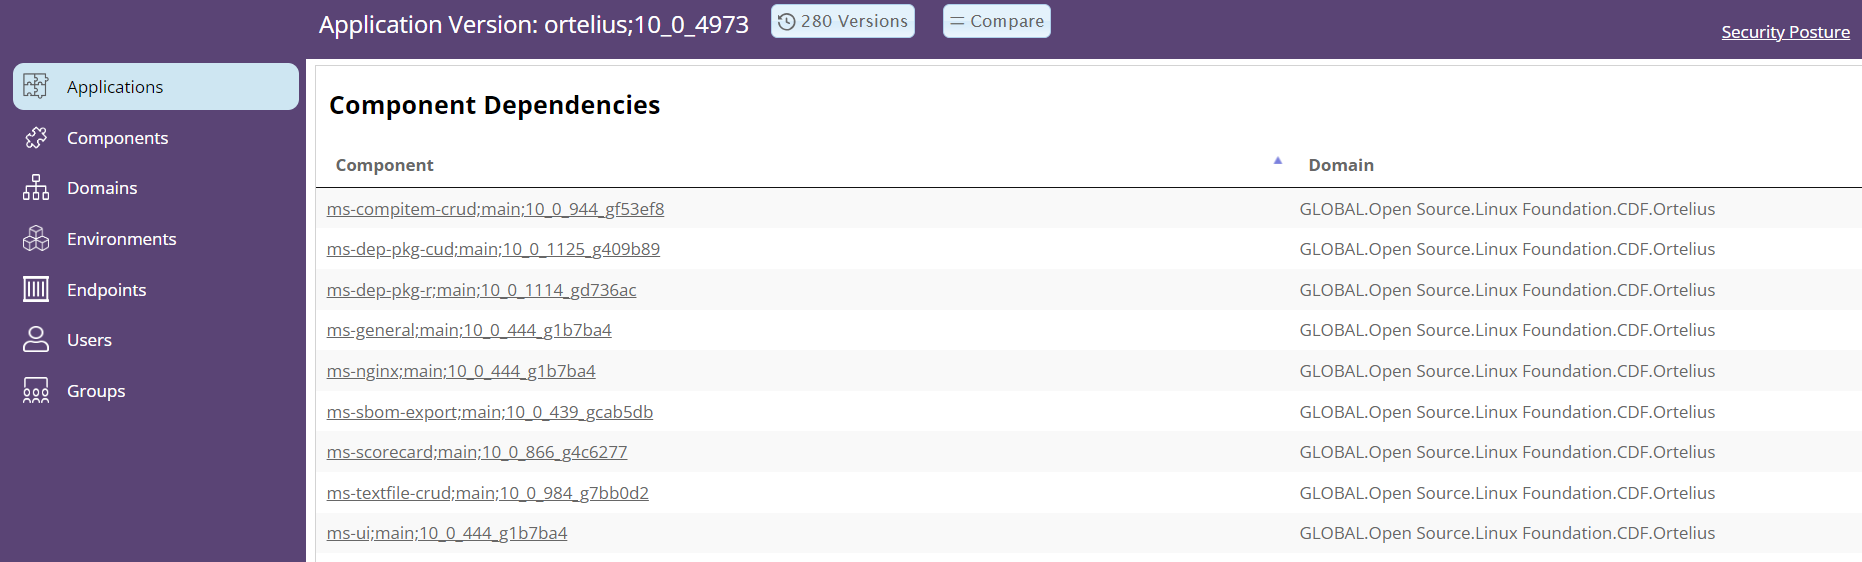 Application Version: ortelius;10_0_4973
280 Versions
Compare
Security Posture
Applications
Components
Domains
Environments
Endpoints
Users
Groups
Component Dependencies
Component Domain
ms-compitem-crud;main;10_0_944_gf53ef8 GLOBAL.Open Source.Linux Foundation.CDF.Ortelius
ms-dep-pkg-cud;main;10_0_1125_g409b89 GLOBAL.Open Source.Linux Foundation.CDF.Ortelius
ms-dep-pkg-r;main;10_0_1114_gd736ac GLOBAL.Open Source.Linux Foundation.CDF.Ortelius
ms-general;main;10_0_444_g1b7ba4 GLOBAL.Open Source.Linux Foundation.CDF.Ortelius
ms-nginx;main;10_0_444_g1b7ba4 GLOBAL.Open Source.Linux Foundation.CDF.Ortelius
ms-sbom-export;main;10_0_439_gcab5db GLOBAL.Open Source.Linux Foundation.CDF.Ortelius
ms-scorecard;main;10_0_866_g4c6277 GLOBAL.Open Source.Linux Foundation.CDF.Ortelius
ms-textfile-crud;main;10_0_984_g7bb0d2 GLOBAL.Open Source.Linux Foundation.CDF.Ortelius
ms-ui;main;10_0_444_g1b7ba4 GLOBAL.Open Source.Linux Foundation.CDF.Ortelius